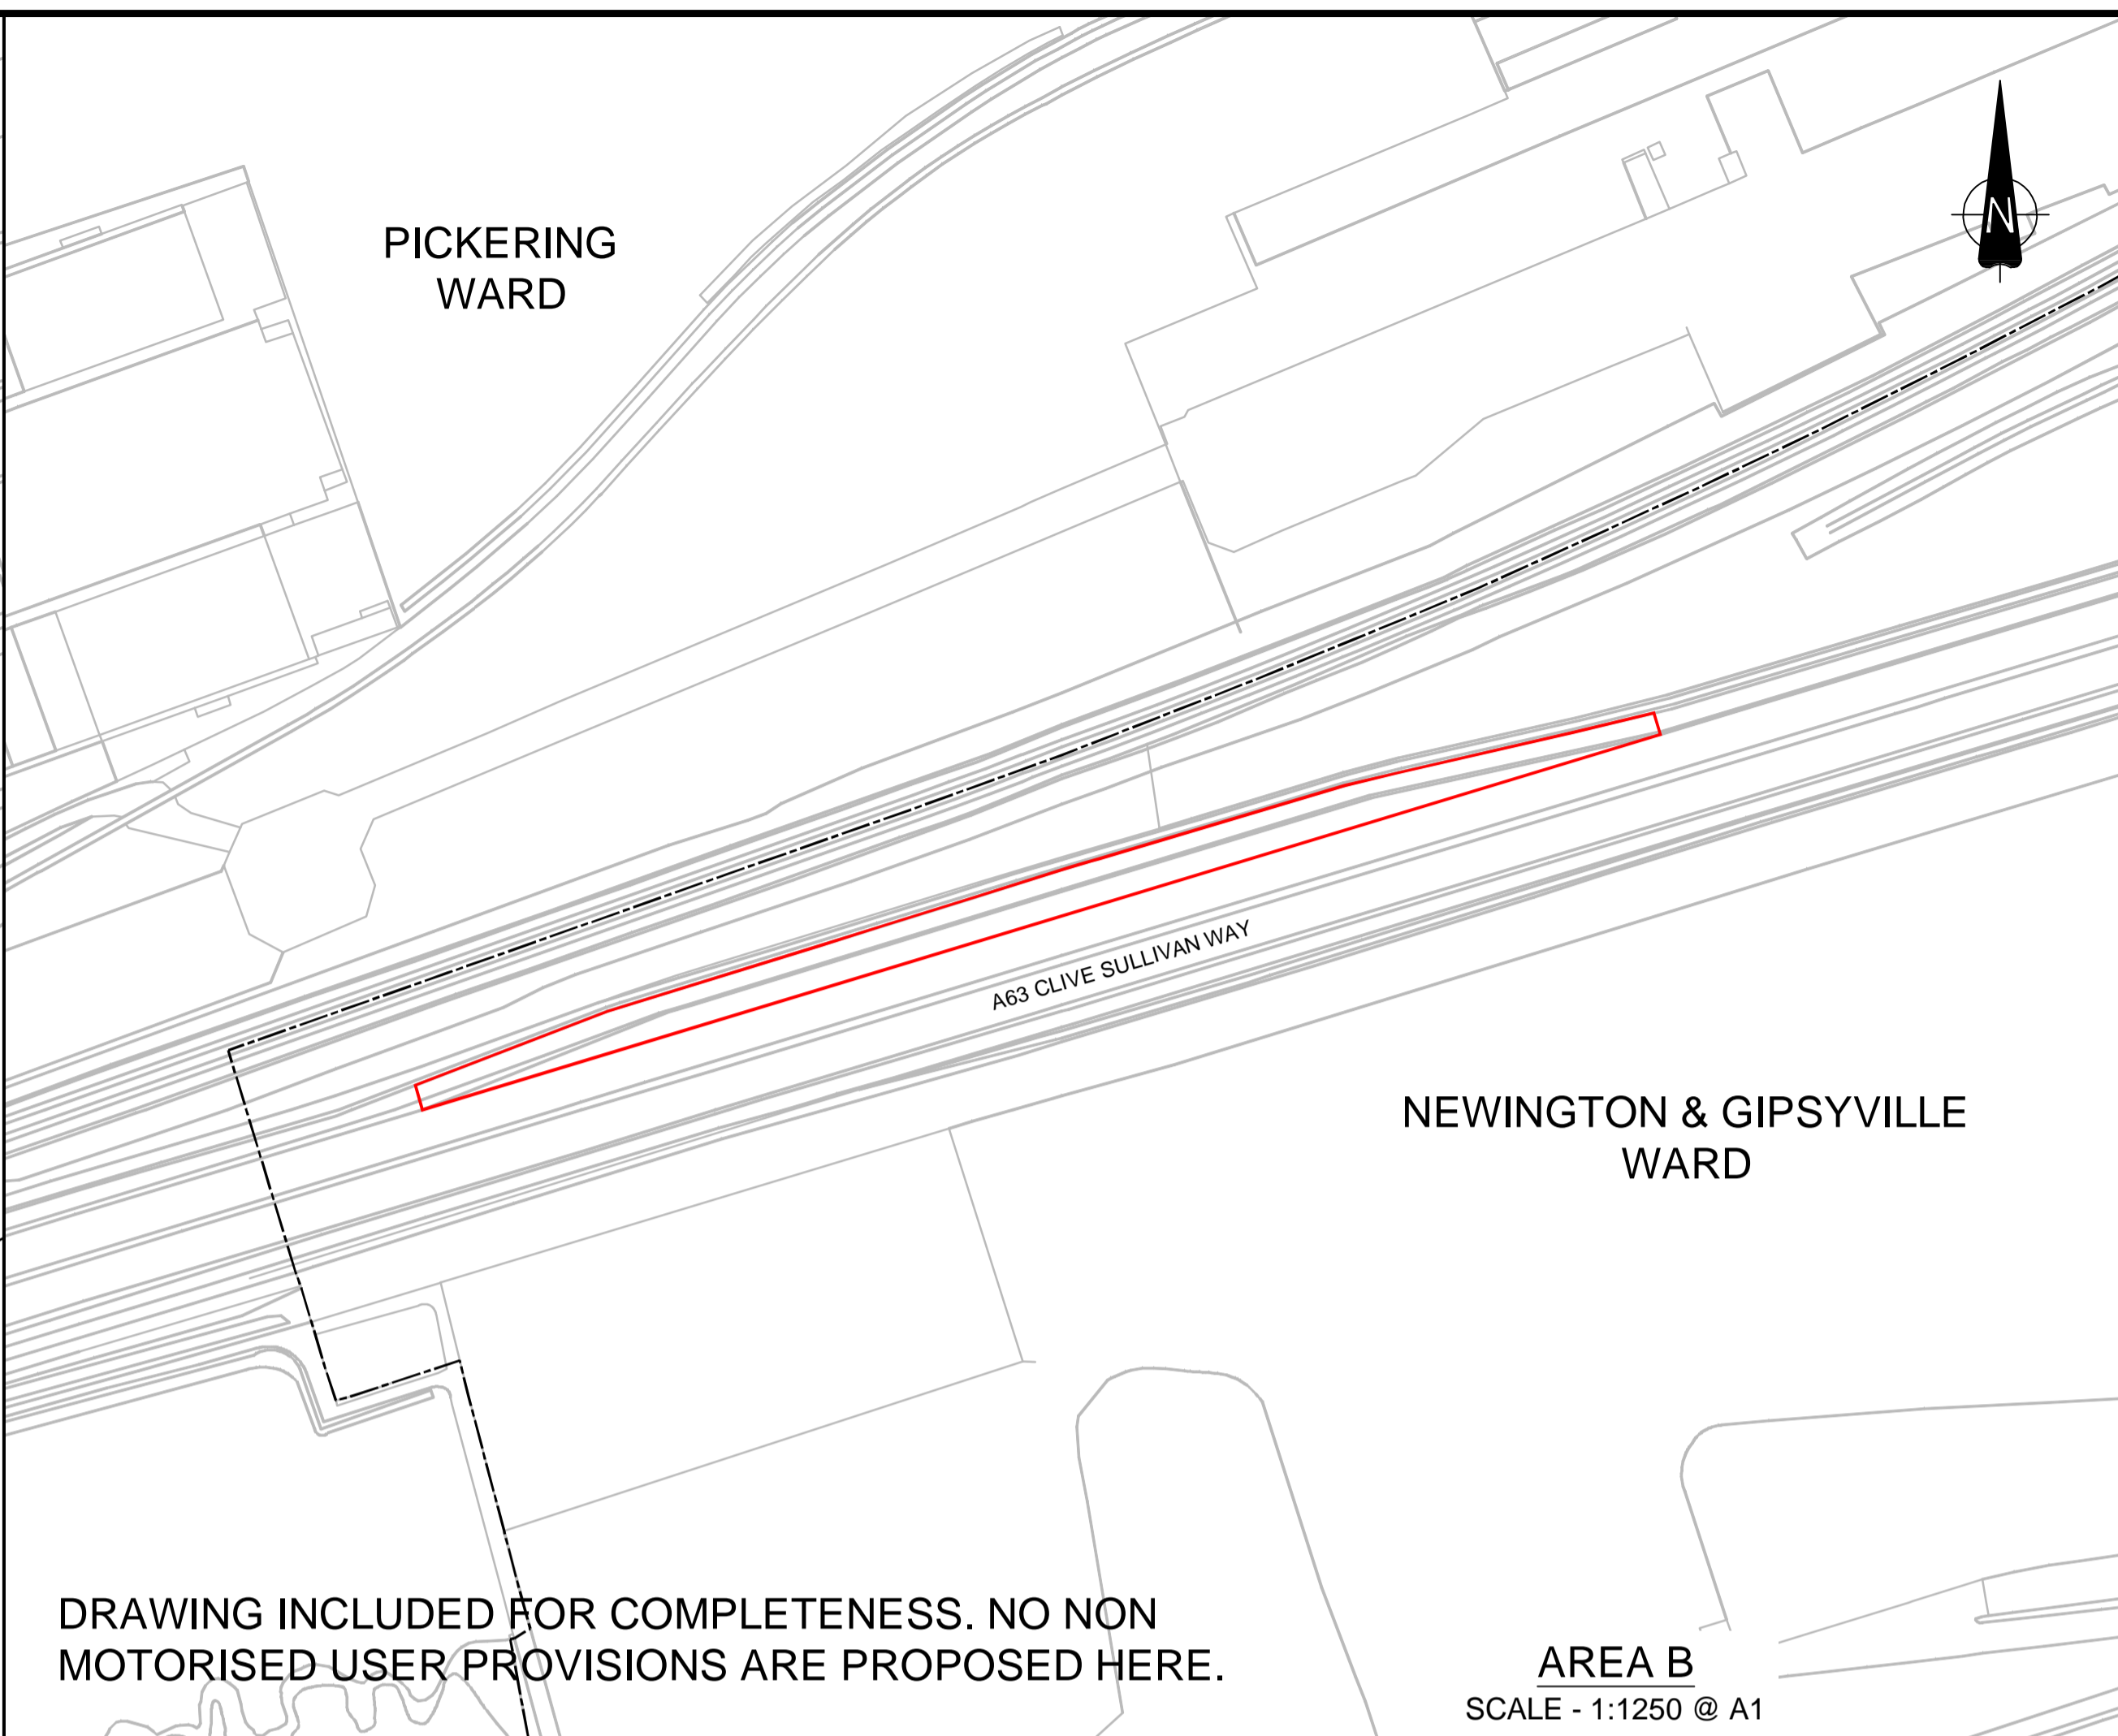 PICKERING
WARD
N
A63 CLIVE SULLIVAN WAY
NEWINGTON & GIPSYVILLE
WARD
DRAWING INCLUDED FOR COMPLETENESS. NO NON
MOTORISED USER PROVISIONS ARE PROPOSED HERE.
AREA B
SCALE - 1:1250 @ A1